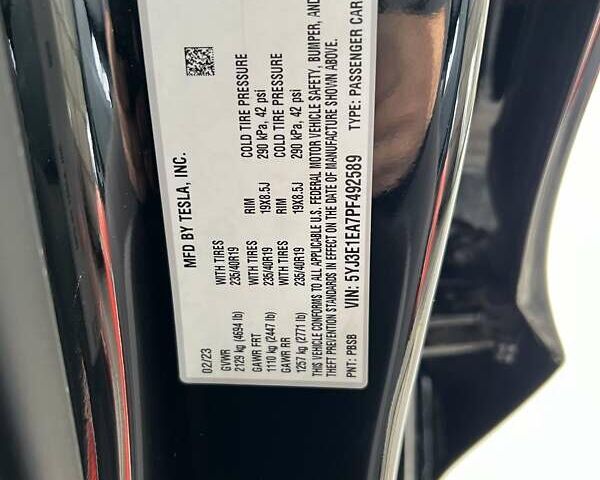 MFD BY TESLA, INC.
02/23
GVWR WITH TIRES RIM COLD TIRE PRESSURE
2129 kg (4694 lb) 235/40R19 19X8.5J 290 kPa, 42 psi
GAWR FRT WITH TIRES RIM COLD TIRE PRESSURE
1110 kg (2447 lb) 235/40R19 19X8.5J 290 kPa, 42 psi
GAWR RR
1257 kg (2771 lb)
THIS VEHICLE CONFORMS TO ALL APPLICABLE U.S. FEDERAL MOTOR VEHICLE SAFETY, BUMPER, AND
THEFT PREVENTION STANDARDS IN EFFECT ON THE DATE OF MANUFACTURE SHOWN ABOVE.
VIN: 5YJ3E1EA7PF492589
PNT: PBSB TYPE: PASSENGER CAR